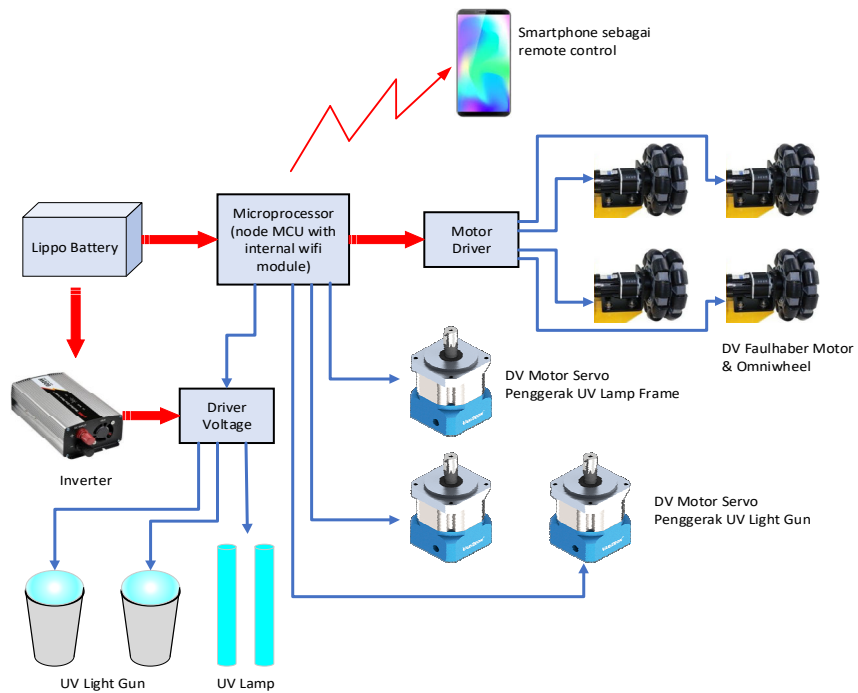 Smartphone sebagai
remote control
Lippo Battery
Microprocessor
(node MCU with
internal wifi
module)
Motor
Driver
DV Faulhaber Motor
& Omniwheel
DV Motor Servo
Penggerak UV Lamp Frame
Driver
Voltage
Inverter
DV Motor Servo
Penggerak UV Light Gun
UV Light Gun
UV Lamp